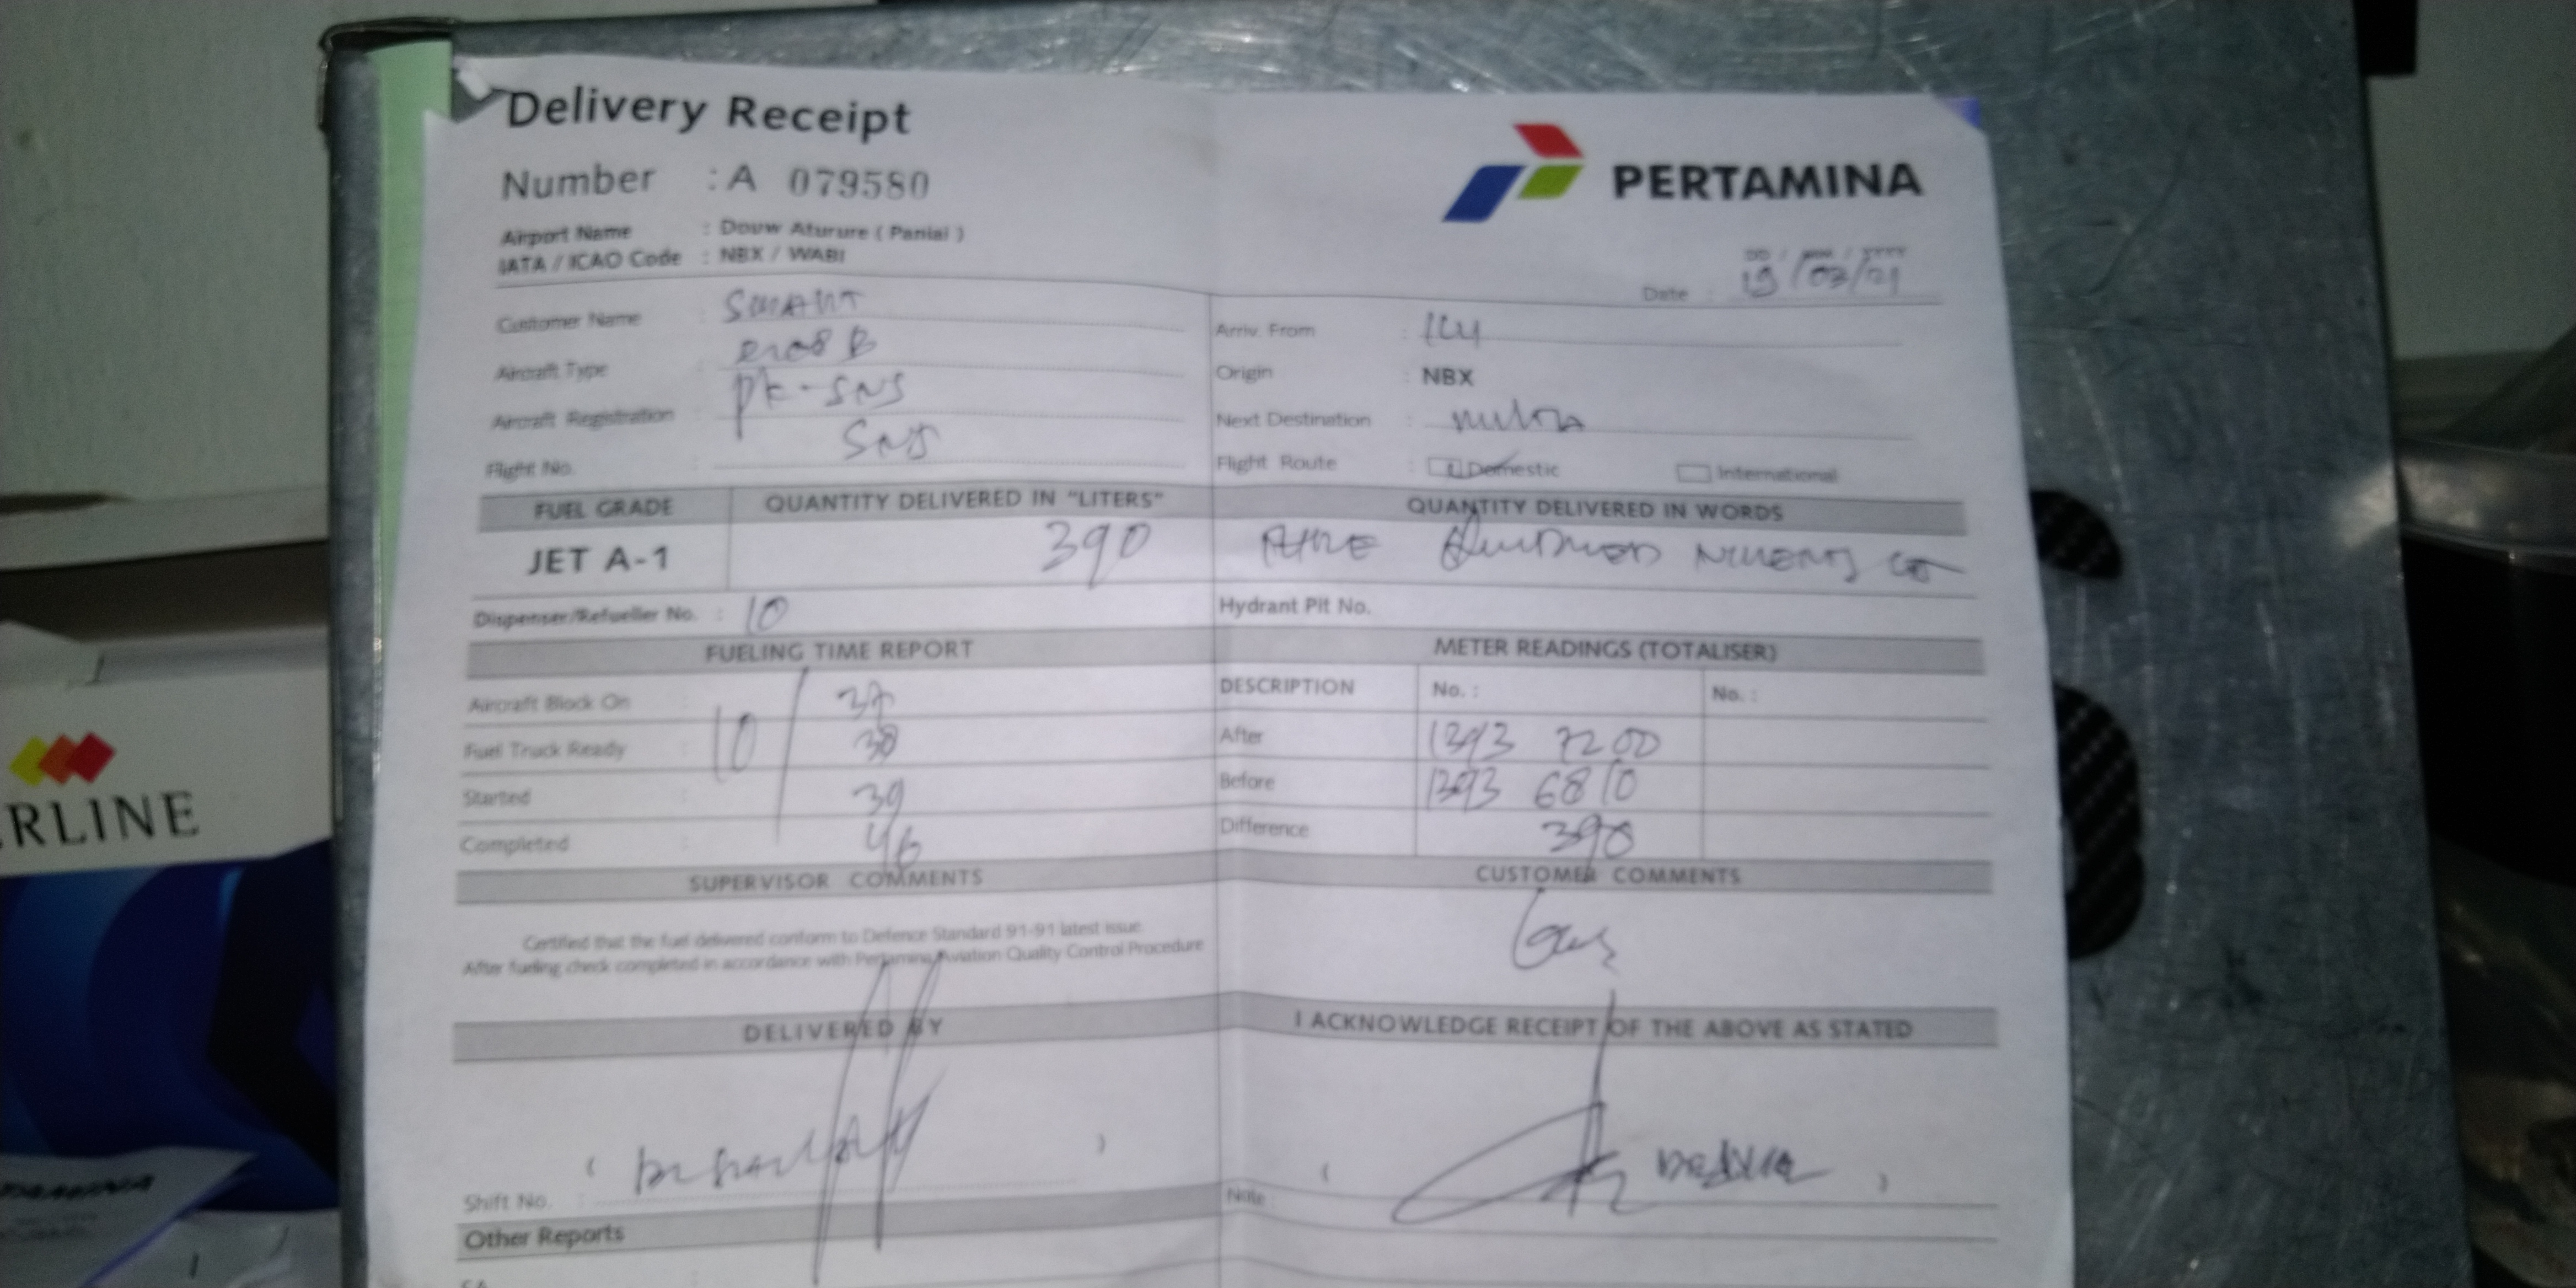 Delivery Receipt
Number : A 079580
PERTAMINA
Airport Name : Douw Aturure ( Paniai )
IATA / ICAO Code : NBX / WABI
DD / MM / YYYY
Date : 19/03/21
Customer Name : SMART
Aircraft Type :
Aircraft Registration : PK-SNS
Flight No. : SNS
Arriv. From :
Origin : NBX
Next Destination :
Flight Route : Domestic International
FUEL GRADE QUANTITY DELIVERED IN "LITERS" QUANTITY DELIVERED IN WORDS
JET A-1 390 HUNDRED
Dispenser/Refueller No. : 10 Hydrant Pit No.
FUELING TIME REPORT METER READINGS (TOTALISER)
Aircraft Block On : 37
Fuel Truck Ready : 10 38
Started : 39
Completed : 46
DESCRIPTION No. : No. :
After 1393 7200
Before 1393 6810
Difference 390
SUPERVISOR COMMENTS CUSTOMER COMMENTS
Certified that the fuel delivered conform to Defence Standard 91-91 latest issue.
After fueling check completed in accordance with Pertamina Aviation Quality Control Procedure
DELIVERED BY I ACKNOWLEDGE RECEIPT OF THE ABOVE AS STATED
Shift No. : Note :
Other Reports
ERLINE